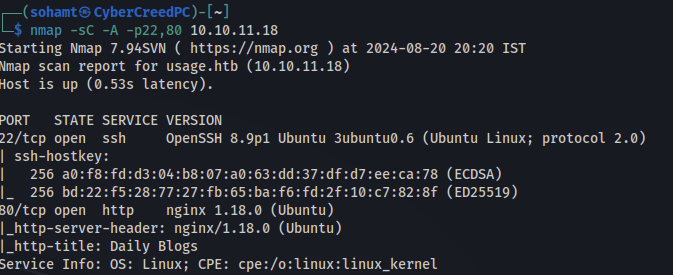 ┌──(sohamt㉿CyberCreedPC)-[~]
└─$ nmap -sC -A -p22,80 10.10.11.18
Starting Nmap 7.94SVN ( https://nmap.org ) at 2024-08-20 20:20 IST
Nmap scan report for usage.htb (10.10.11.18)
Host is up (0.53s latency).

PORT   STATE SERVICE VERSION
22/tcp open  ssh     OpenSSH 8.9p1 Ubuntu 3ubuntu0.6 (Ubuntu Linux; protocol 2.0)
| ssh-hostkey:
|   256 a0:f8:fd:d3:04:b8:07:a0:63:dd:37:df:d7:ee:ca:78 (ECDSA)
|_  256 bd:22:f5:28:77:27:fb:65:ba:f6:fd:2f:10:c7:82:8f (ED25519)
80/tcp open  http    nginx 1.18.0 (Ubuntu)
|_http-server-header: nginx/1.18.0 (Ubuntu)
|_http-title: Daily Blogs
Service Info: OS: Linux; CPE: cpe:/o:linux:linux_kernel